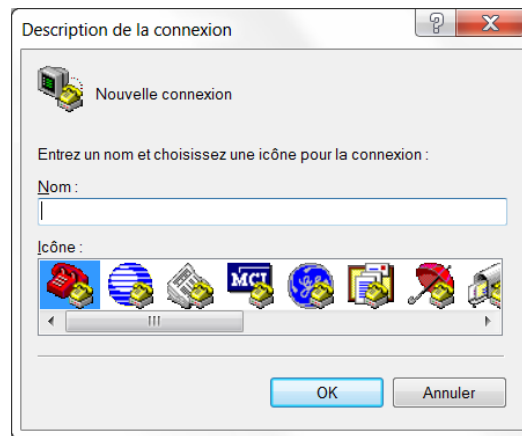 Description de la connexion
Nouvelle connexion
Entrez un nom et choisissez une icône pour la connexion :
Nom :
Icône :
MCI
OK
Annuler